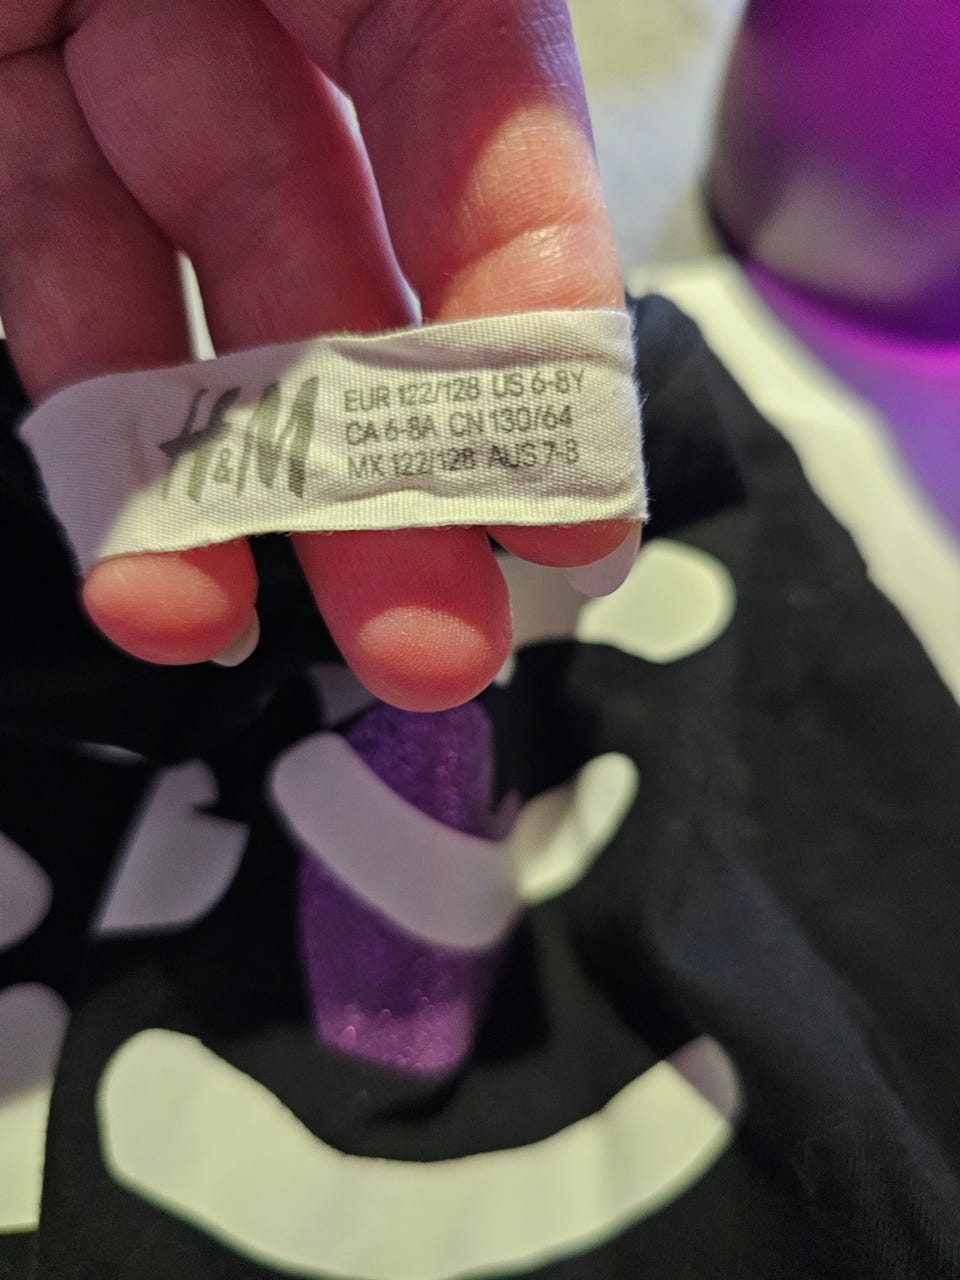 H&M
EUR 122/128 US 6-8Y
CA 6-8A CN 130/64
MX 122/128 AUS 7-8